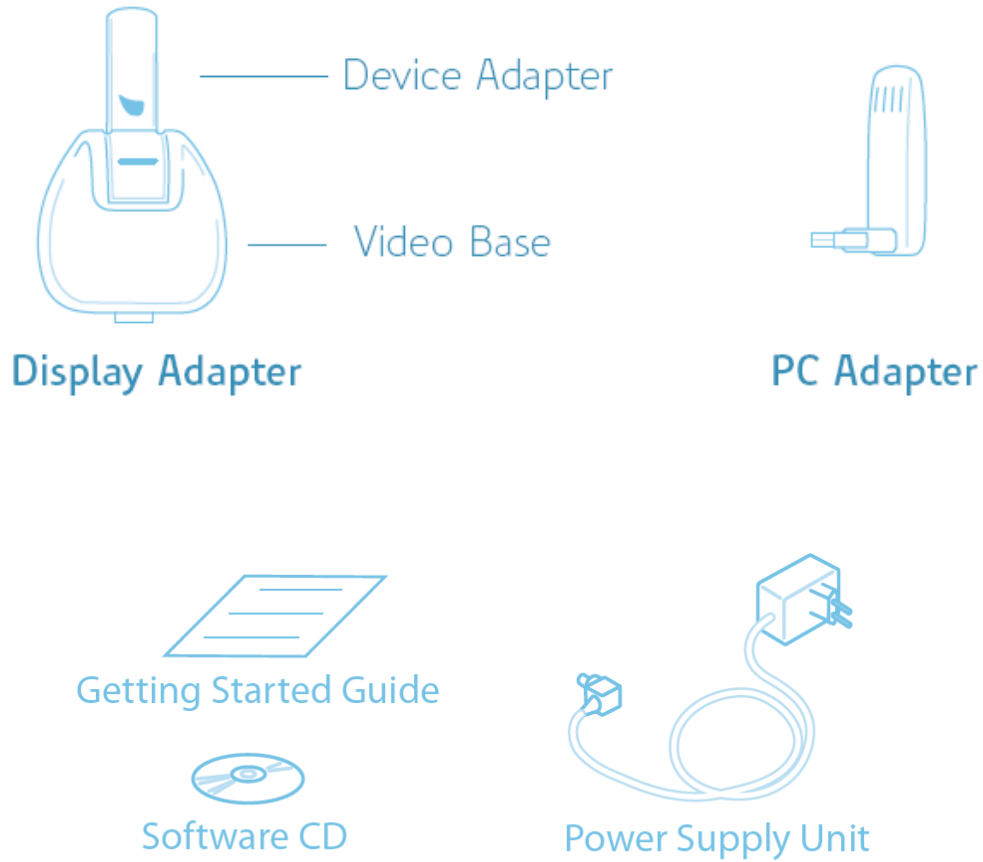 Device Adapter
Video Base
Display Adapter
PC Adapter
Getting Started Guide
Software CD
Power Supply Unit